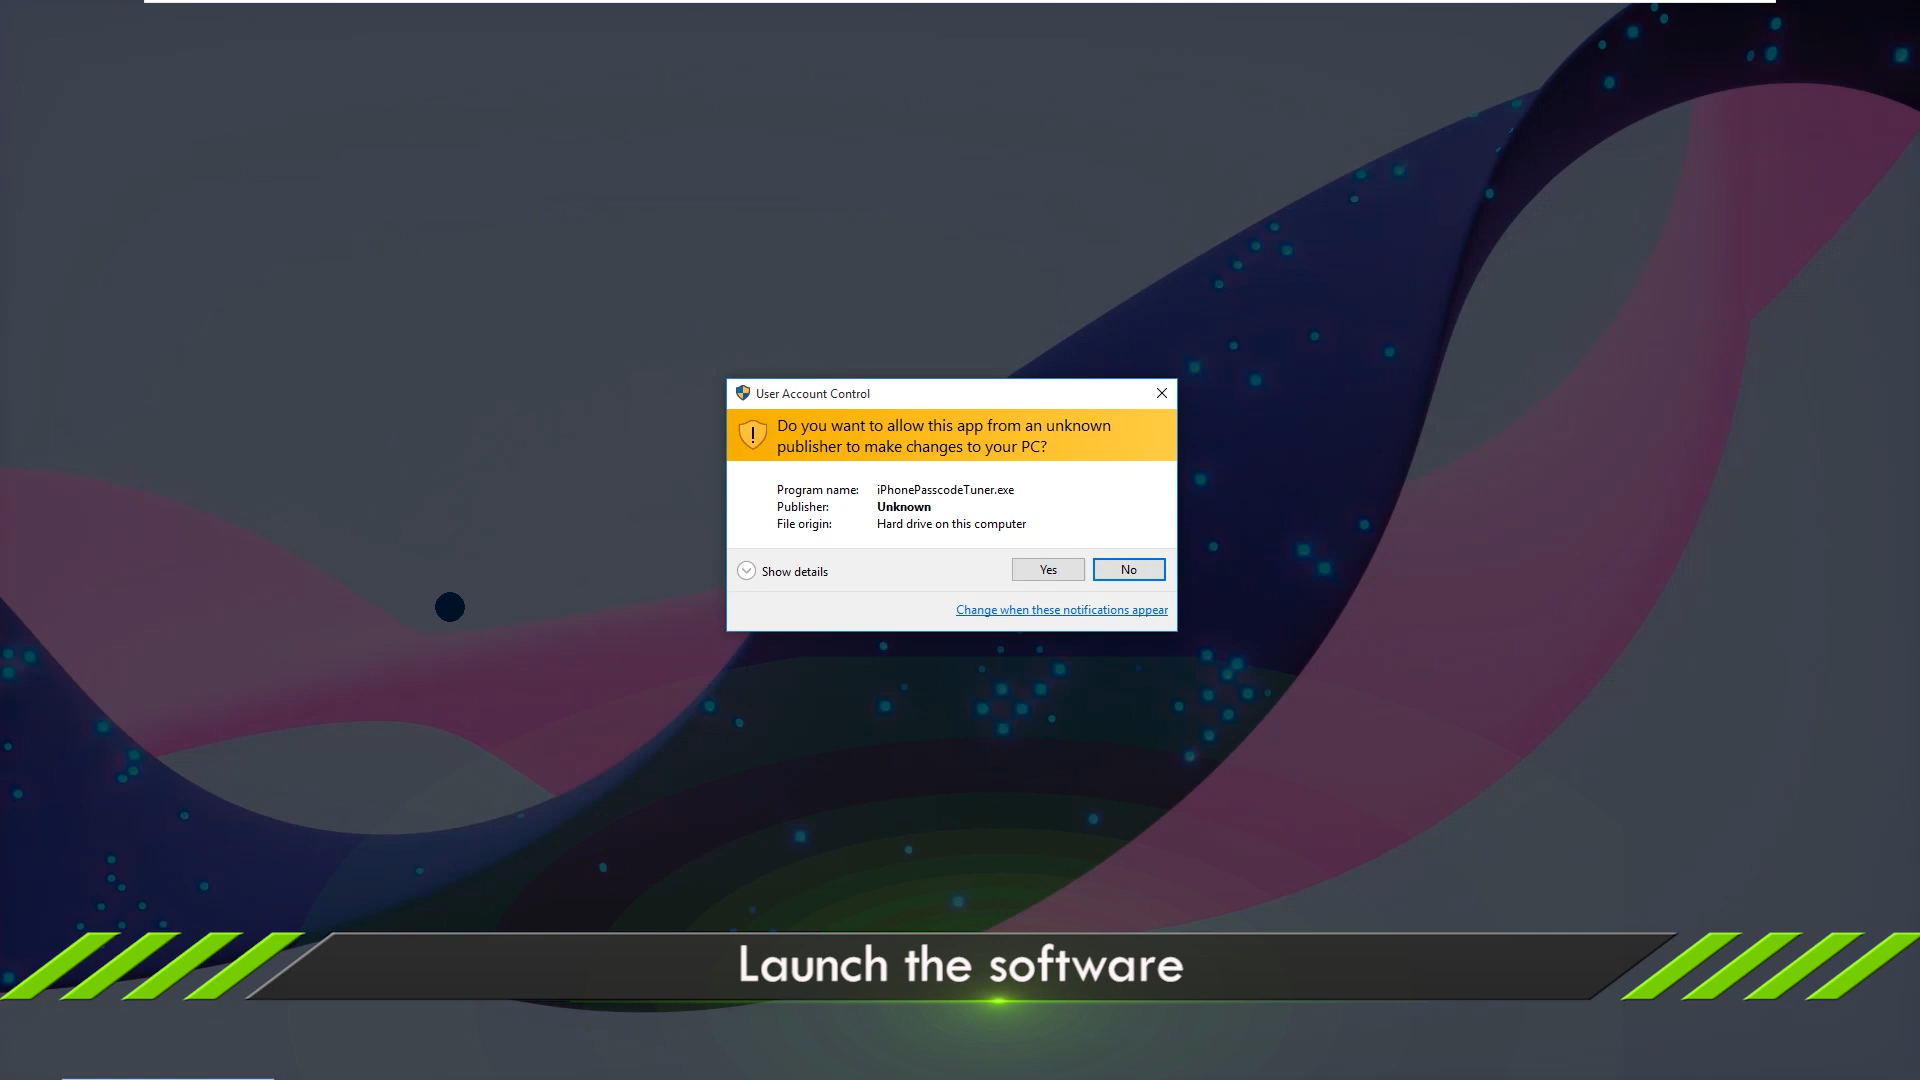 User Account Control
Do you want to allow this app from an unknown
publisher to make changes to your PC?
Program name: iPhonePasscodeTuner.exe
Publisher: Unknown
File origin: Hard drive on this computer
Show details
Yes
No
Change when these notifications appear
Launch the software